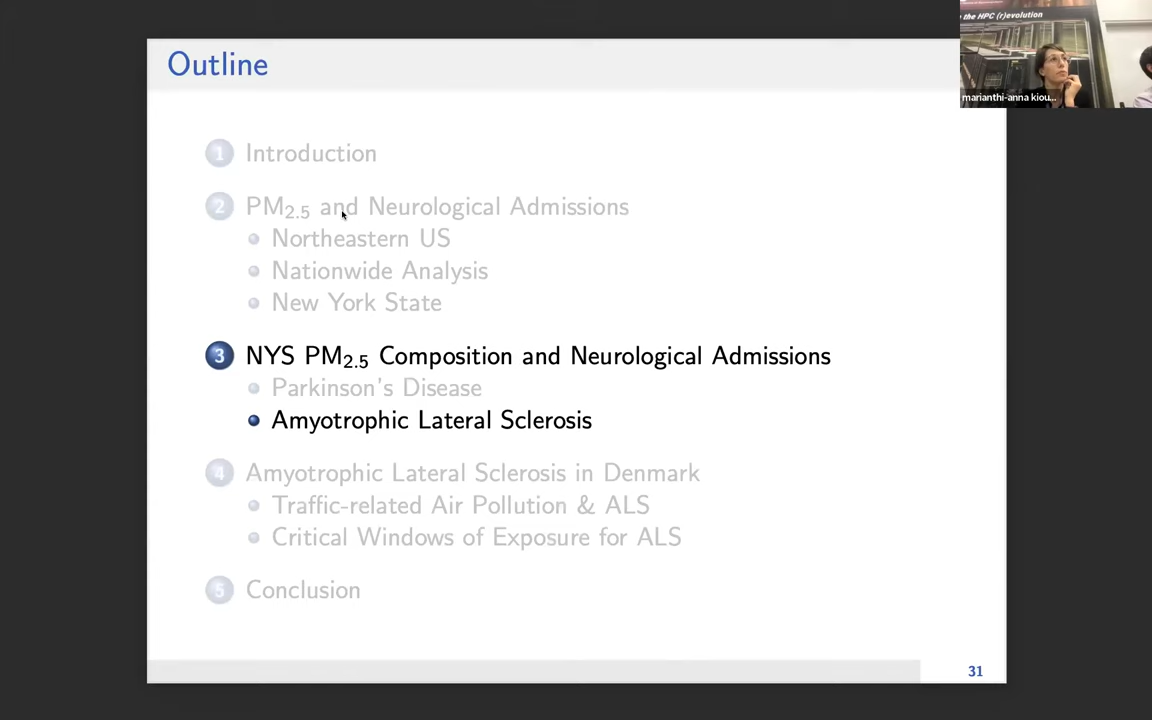 Outline
the HPC (r)evolution
marianthi-anna kiou...
1 Introduction
2 PM2.5 and Neurological Admissions
Northeastern US
Nationwide Analysis
New York State
3 NYS PM2.5 Composition and Neurological Admissions
Parkinson's Disease
Amyotrophic Lateral Sclerosis
4 Amyotrophic Lateral Sclerosis in Denmark
Traffic-related Air Pollution & ALS
Critical Windows of Exposure for ALS
5 Conclusion
31